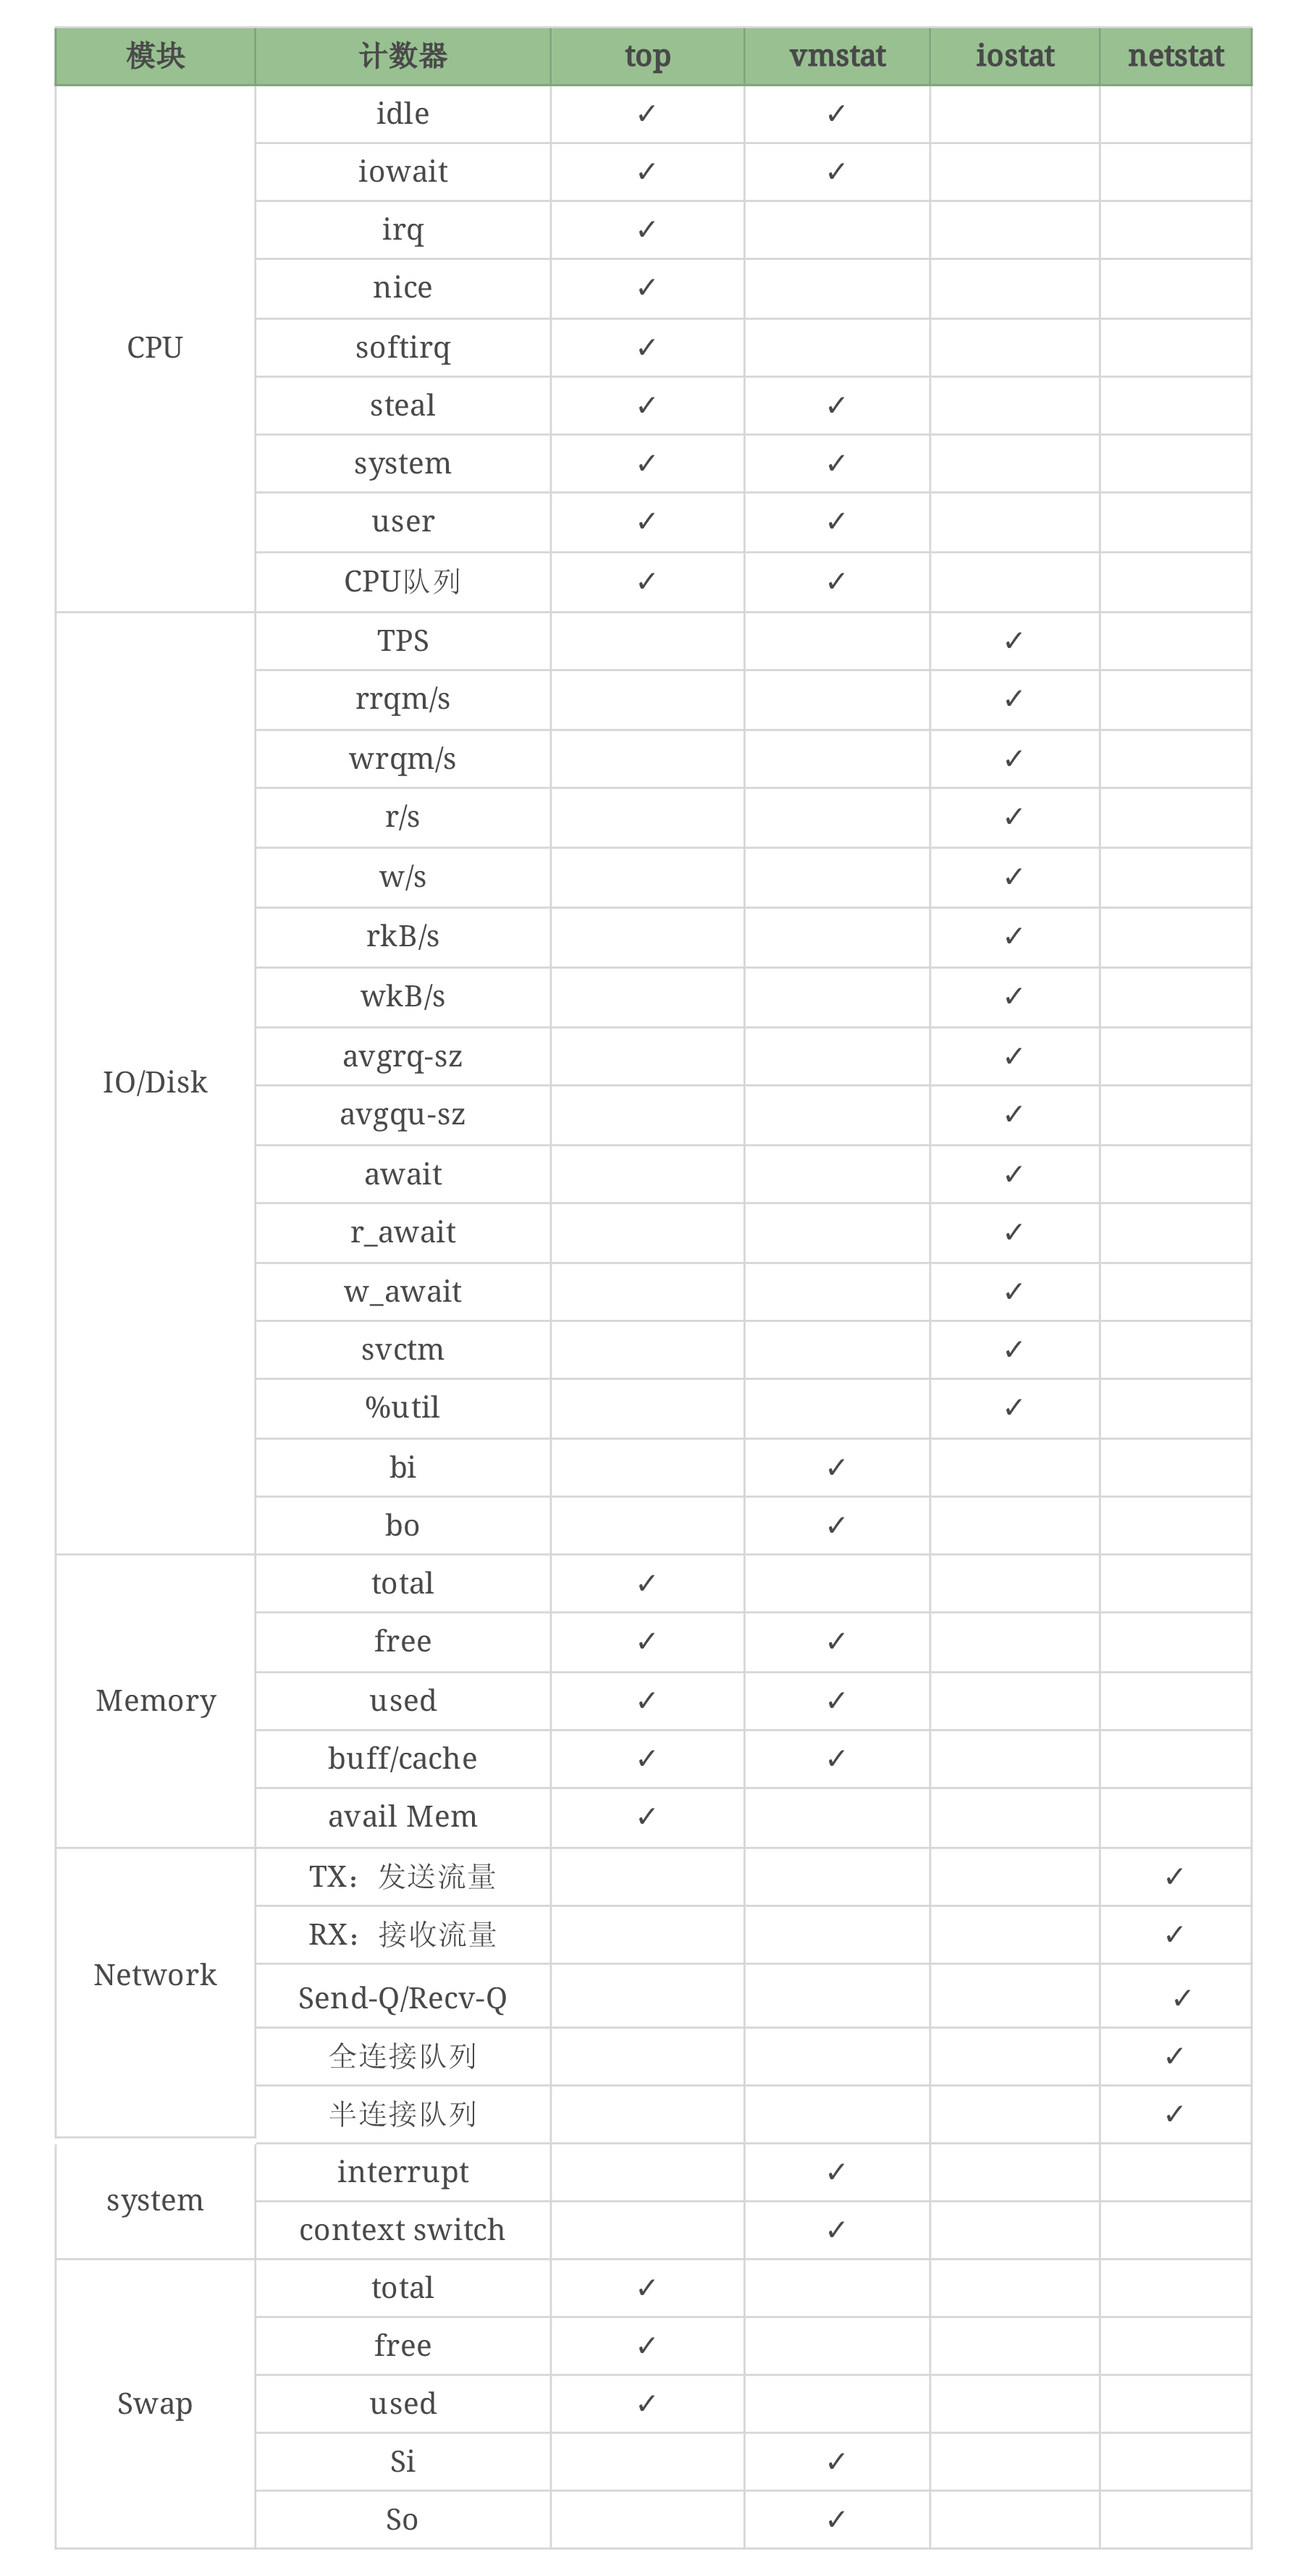 模块 计数器 top vmstat iostat netstat
CPU
idle ✓ ✓
iowait ✓ ✓
irq ✓
nice ✓
softirq ✓
steal ✓ ✓
system ✓ ✓
user ✓ ✓
CPU队列 ✓ ✓
IO/Disk
TPS ✓
rrqm/s ✓
wrqm/s ✓
r/s ✓
w/s ✓
rkB/s ✓
wkB/s ✓
avgrq-sz ✓
avgqu-sz ✓
await ✓
r_await ✓
w_await ✓
svctm ✓
%util ✓
bi ✓
bo ✓
Memory
total ✓
free ✓ ✓
used ✓ ✓
buff/cache ✓ ✓
avail Mem ✓
Network
TX：发送流量 ✓
RX：接收流量 ✓
Send-Q/Recv-Q ✓
全连接队列 ✓
半连接队列 ✓
system
interrupt ✓
context switch ✓
Swap
total ✓
free ✓
used ✓
Si ✓
So ✓